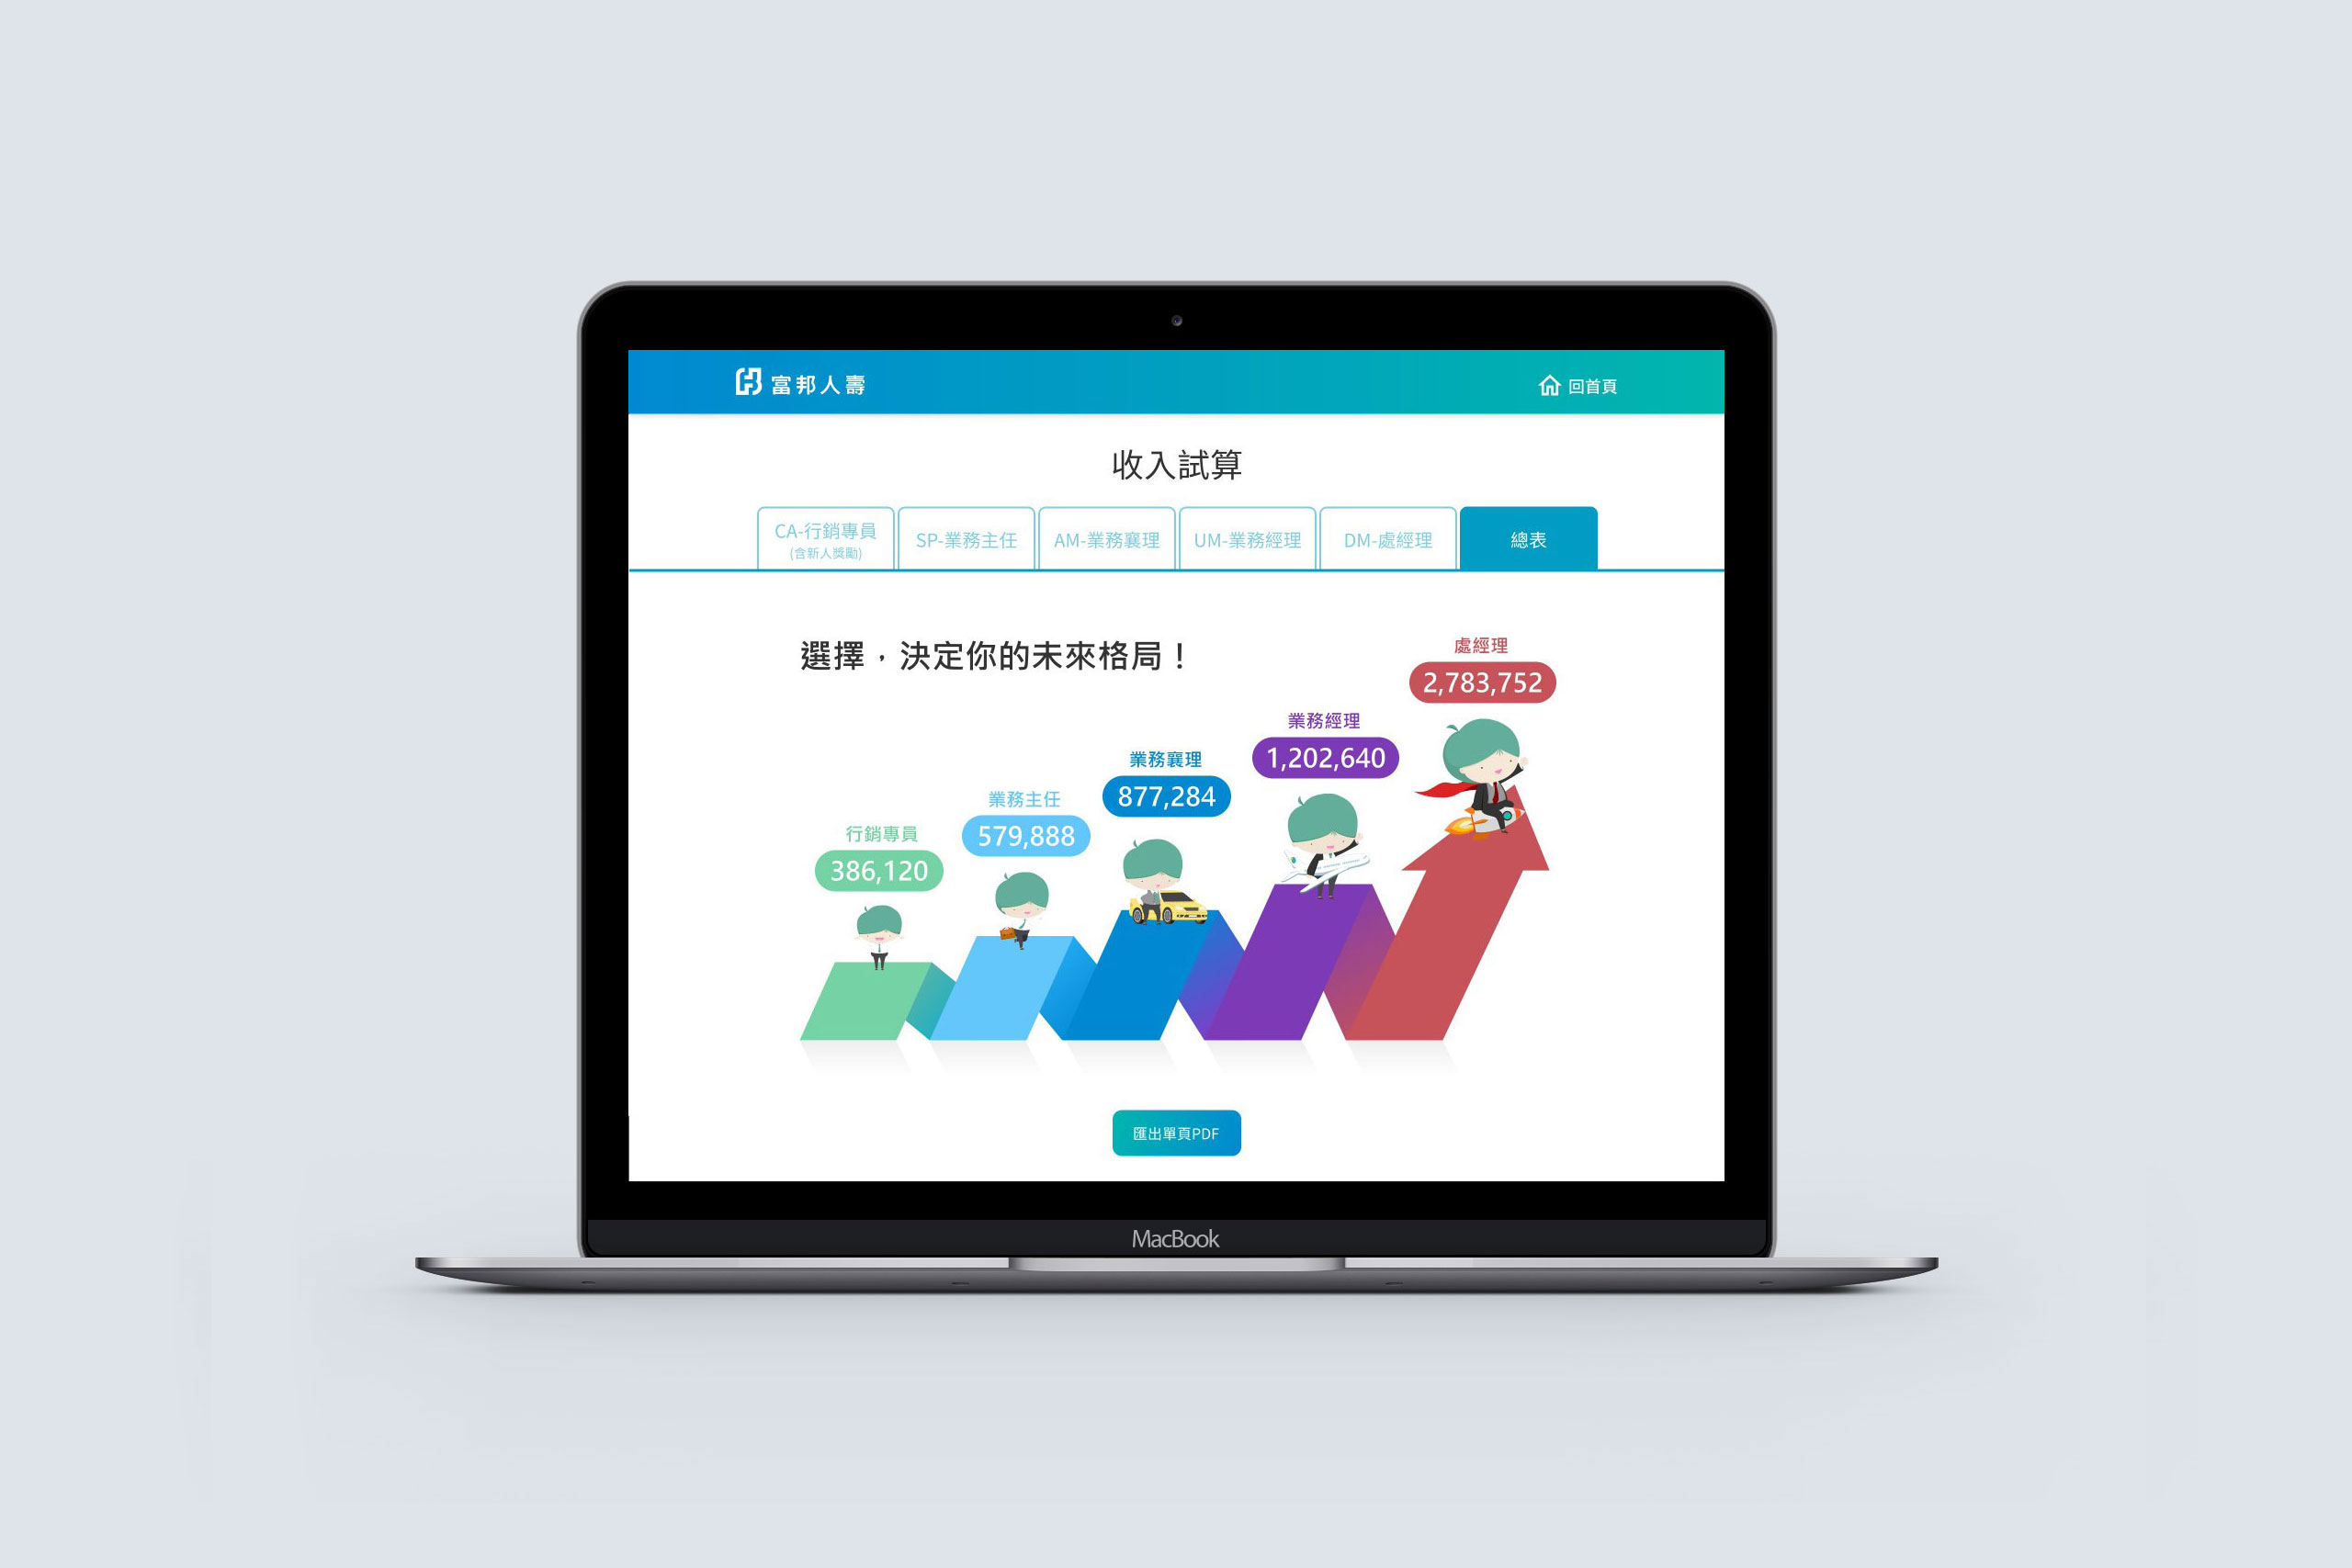 富邦人壽
回首頁
收入試算
CA-行銷專員
(含新人獎勵)
SP-業務主任
AM-業務襄理
UM-業務經理
DM-處經理
總表
選擇，決定你的未來格局！
行銷專員
386,120
業務主任
579,888
業務襄理
877,284
業務經理
1,202,640
處經理
2,783,752
匯出單頁PDF
MacBook